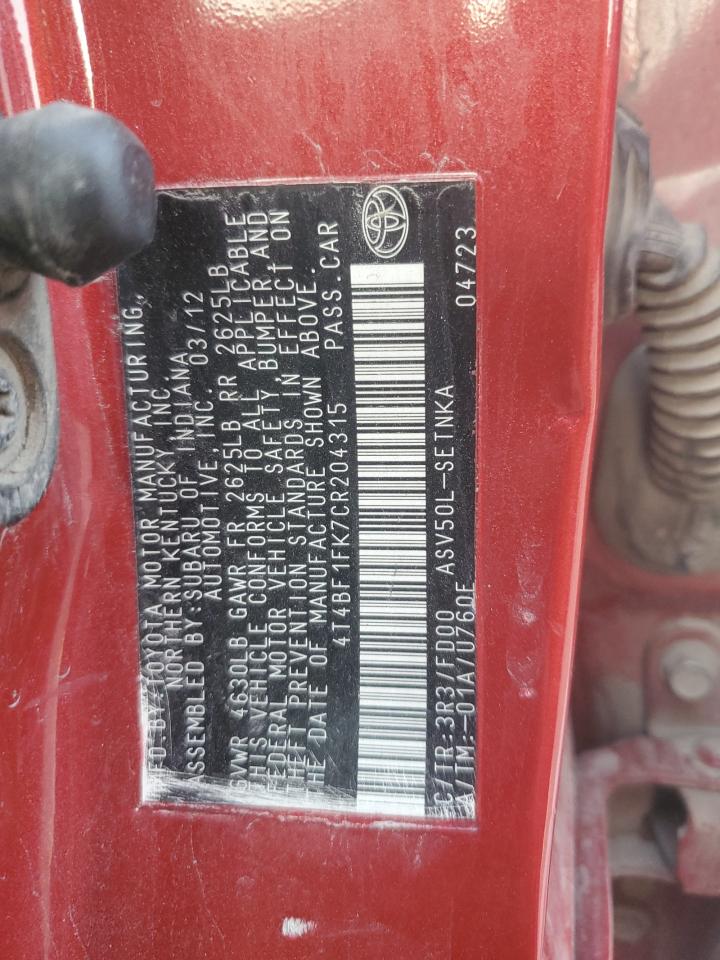 FD BY: TOYOTA MOTOR MANUFACTURING,
NORTHERN KENTUCKY INC.
ASSEMBLED BY:SUBARU OF INDIANA
AUTOMOTIVE, INC. 03/12
GVWR 4630LB GAWR FR 2625LB RR 2625LB
THIS VEHICLE CONFORMS TO ALL APPLICABLE
FEDERAL MOTOR VEHICLE SAFETY, BUMPER, AND
THEFT PREVENTION STANDARDS IN EFFECT ON
THE DATE OF MANUFACTURE SHOWN ABOVE.
4T4BF1FK7CR204315 PASS. CAR
C/TR:3R3/FD00 ASV50L-SETNKA 04723
A/TM:-01A/U760E